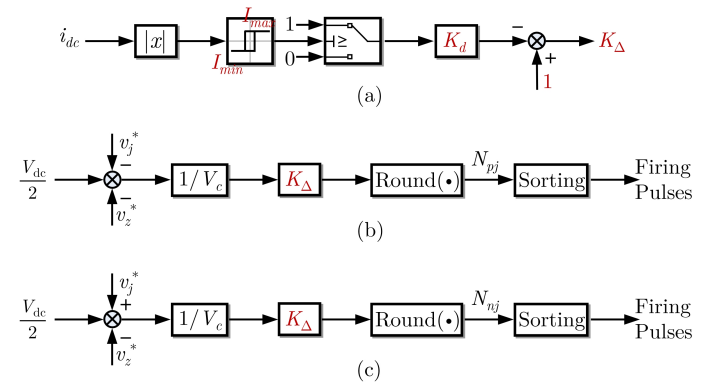 i_dc |x| I_max I_min 1 0 ≥ K_d − + 1 K_Δ
(a)
V_dc/2 v_j* − − v_z* 1/V_c K_Δ Round(•) N_pj Sorting Firing Pulses
(b)
V_dc/2 v_j* + − v_z* 1/V_c K_Δ Round(•) N_nj Sorting Firing Pulses
(c)